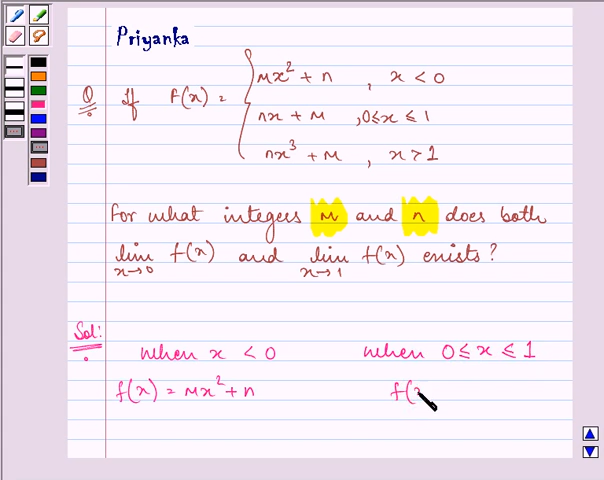 Priyanka
Q If f(x) = { mx² + n , x < 0
nx + m , 0 ≤ x ≤ 1
nx³ + m , x > 1
For what integers m and n does both
lim x→0 f(x) and lim x→1 f(x) exists?
Sol:
when x < 0 when 0 ≤ x ≤ 1
f(x) = mx² + n f(